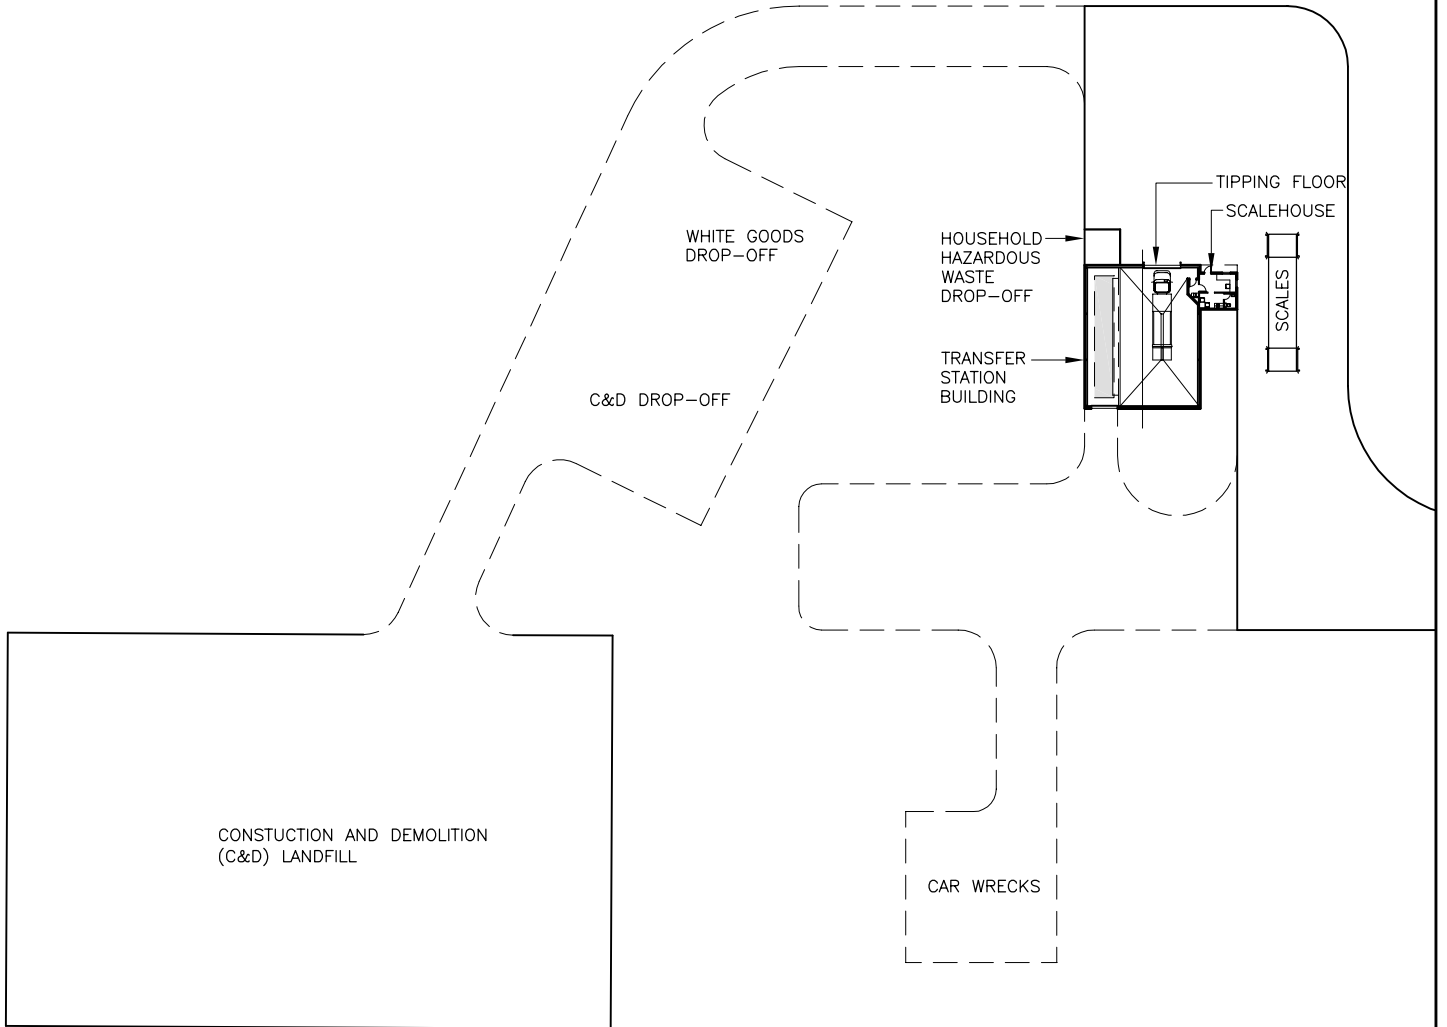 TIPPING FLOOR
SCALEHOUSE
WHITE GOODS
DROP-OFF
HOUSEHOLD
HAZARDOUS
WASTE
DROP-OFF
SCALES
TRANSFER
STATION
BUILDING
C&D DROP-OFF
CONSTUCTION AND DEMOLITION
(C&D) LANDFILL
CAR WRECKS